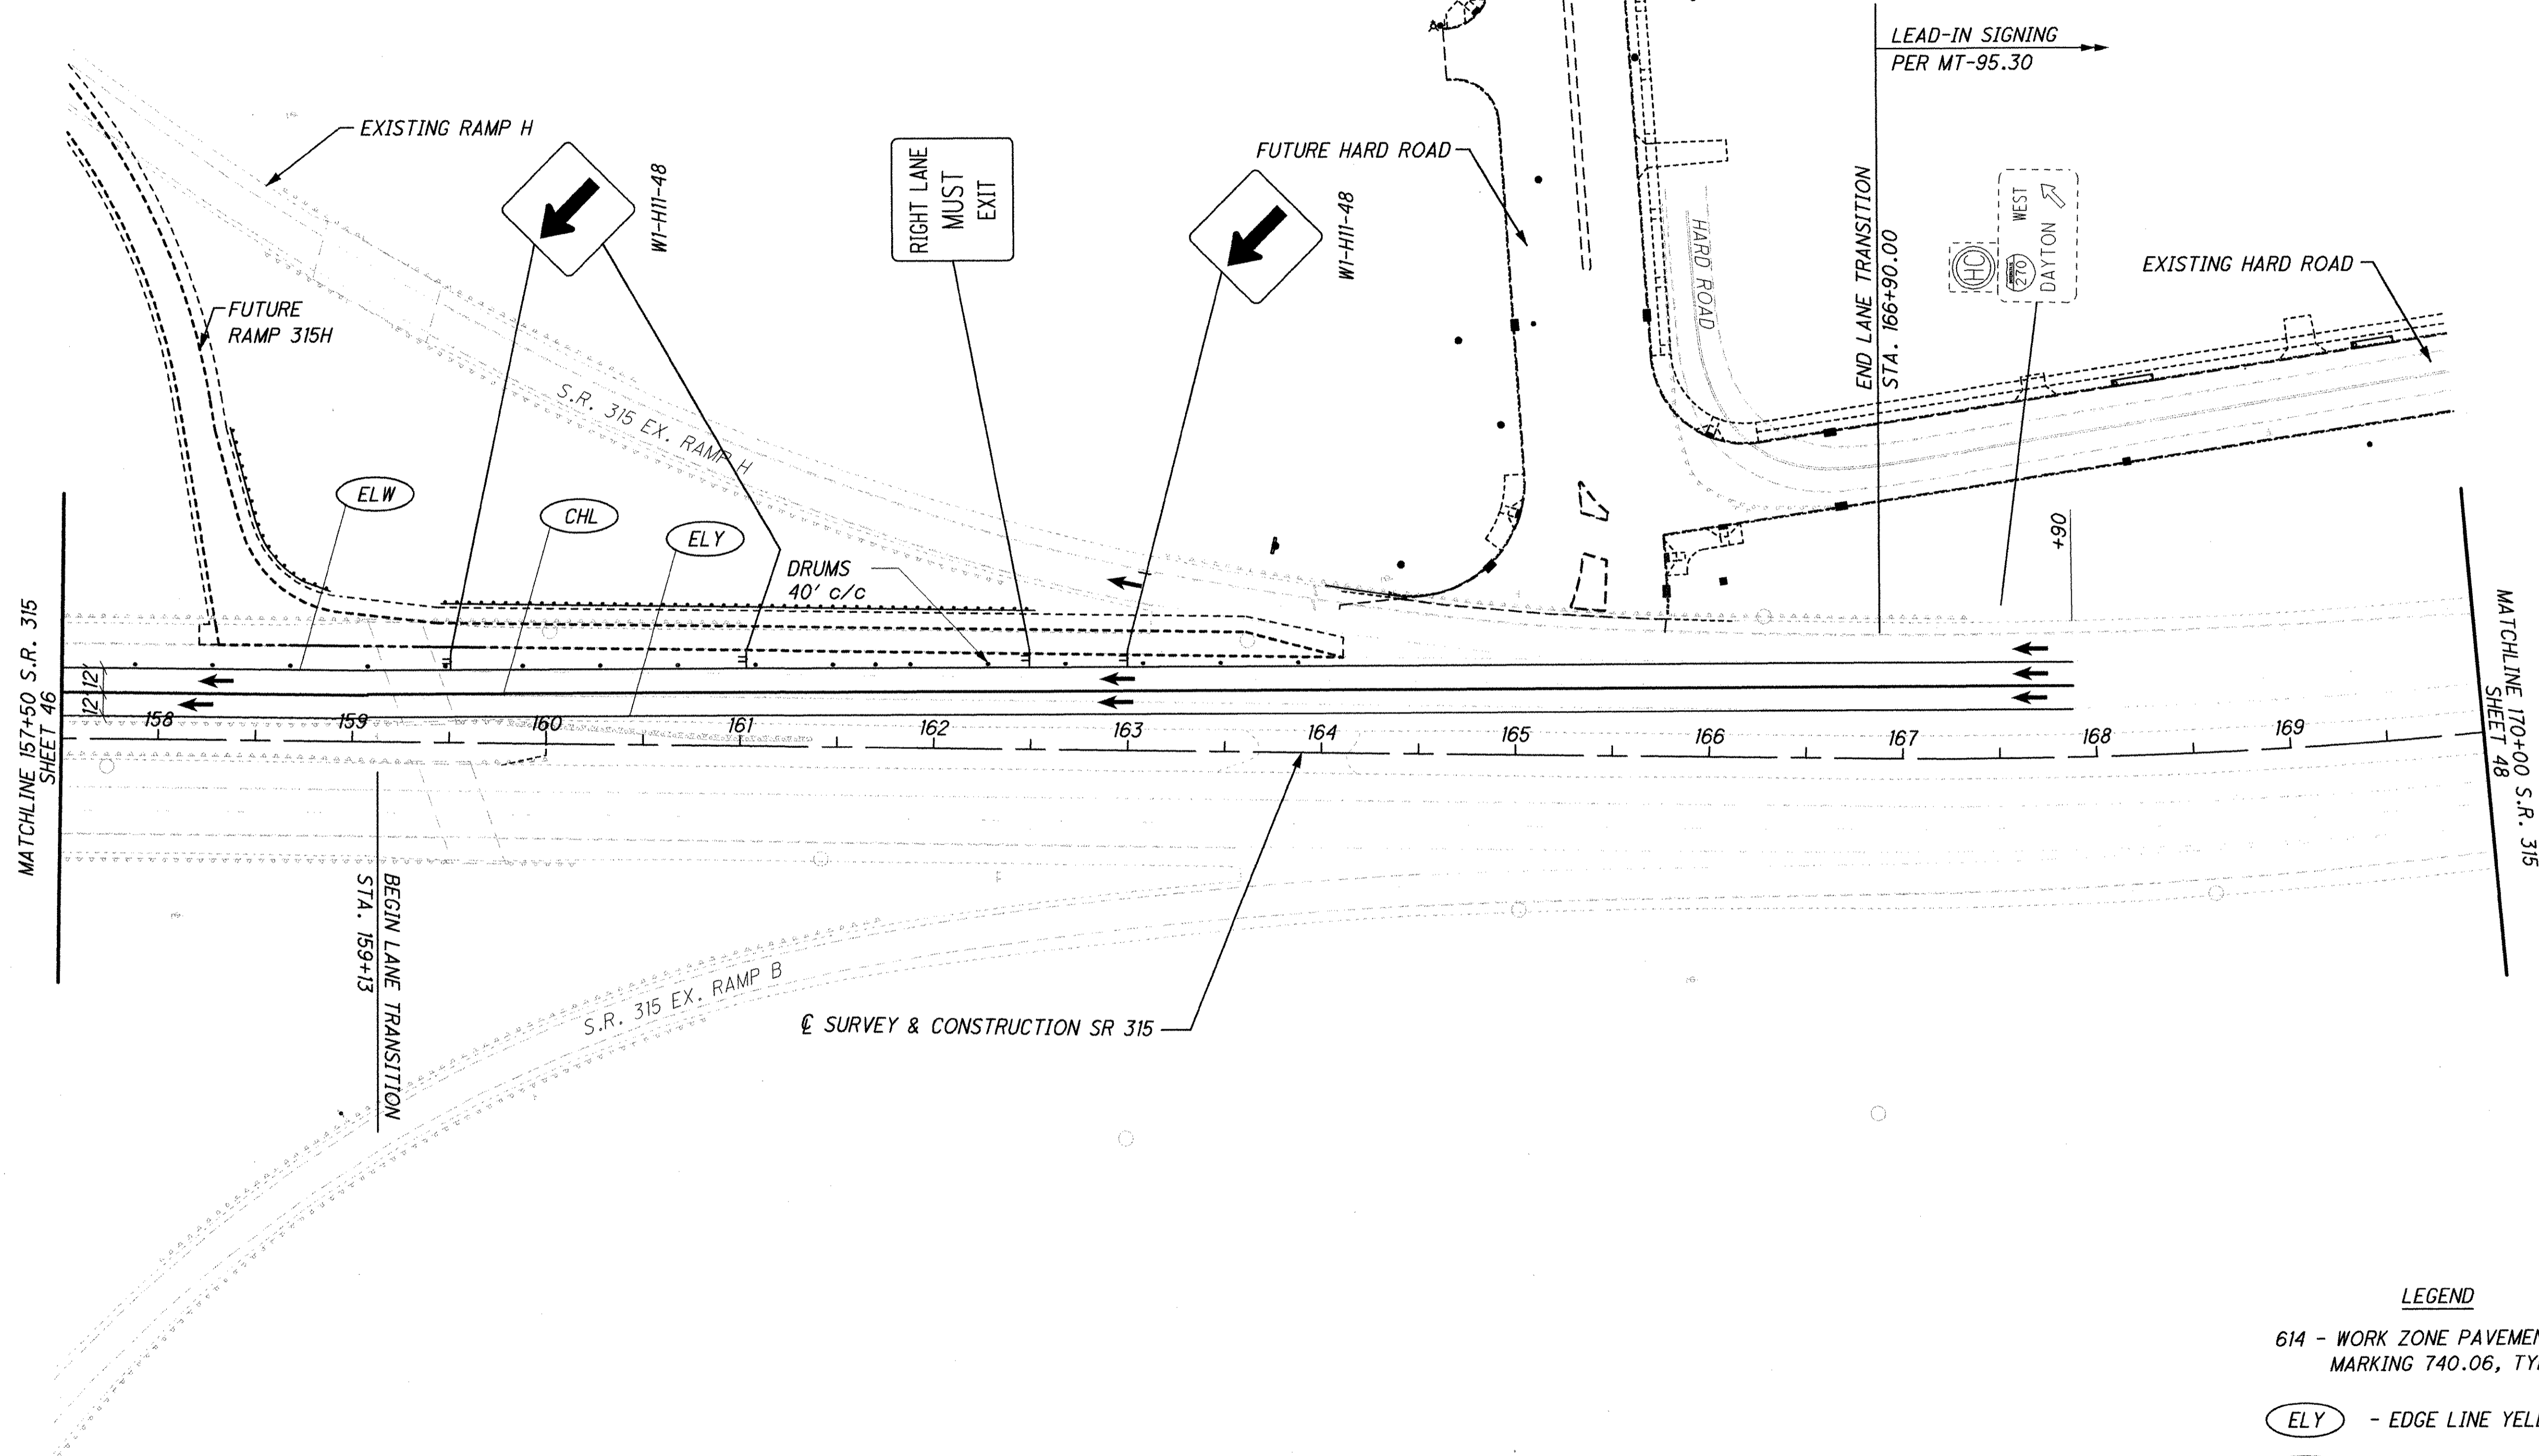 LEAD-IN SIGNING
PER MT-95.30
EXISTING RAMP H
W1-H11-48
RIGHT LANE
MUST
EXIT
FUTURE HARD ROAD
W1-H11-48
HARD ROAD
END LANE TRANSITION
STA. 166+90.00
HC
270
WEST
DAYTON
EXISTING HARD ROAD
FUTURE
RAMP 315H
S.R. 315 EX. RAMP H
ELW
CHL
ELY
DRUMS
40' c/c
+90
MATCHLINE 157+50 S.R. 315
SHEET 46
12'
12'
158
159
160
161
162
163
164
165
166
167
168
169
MATCHLINE 170+00 S.R. 315
SHEET 48
BEGIN LANE TRANSITION
STA. 159+13
S.R. 315 EX. RAMP B
℄ SURVEY & CONSTRUCTION SR 315
LEGEND
614 - WORK ZONE PAVEMEN
MARKING 740.06, TY
ELY - EDGE LINE YEL